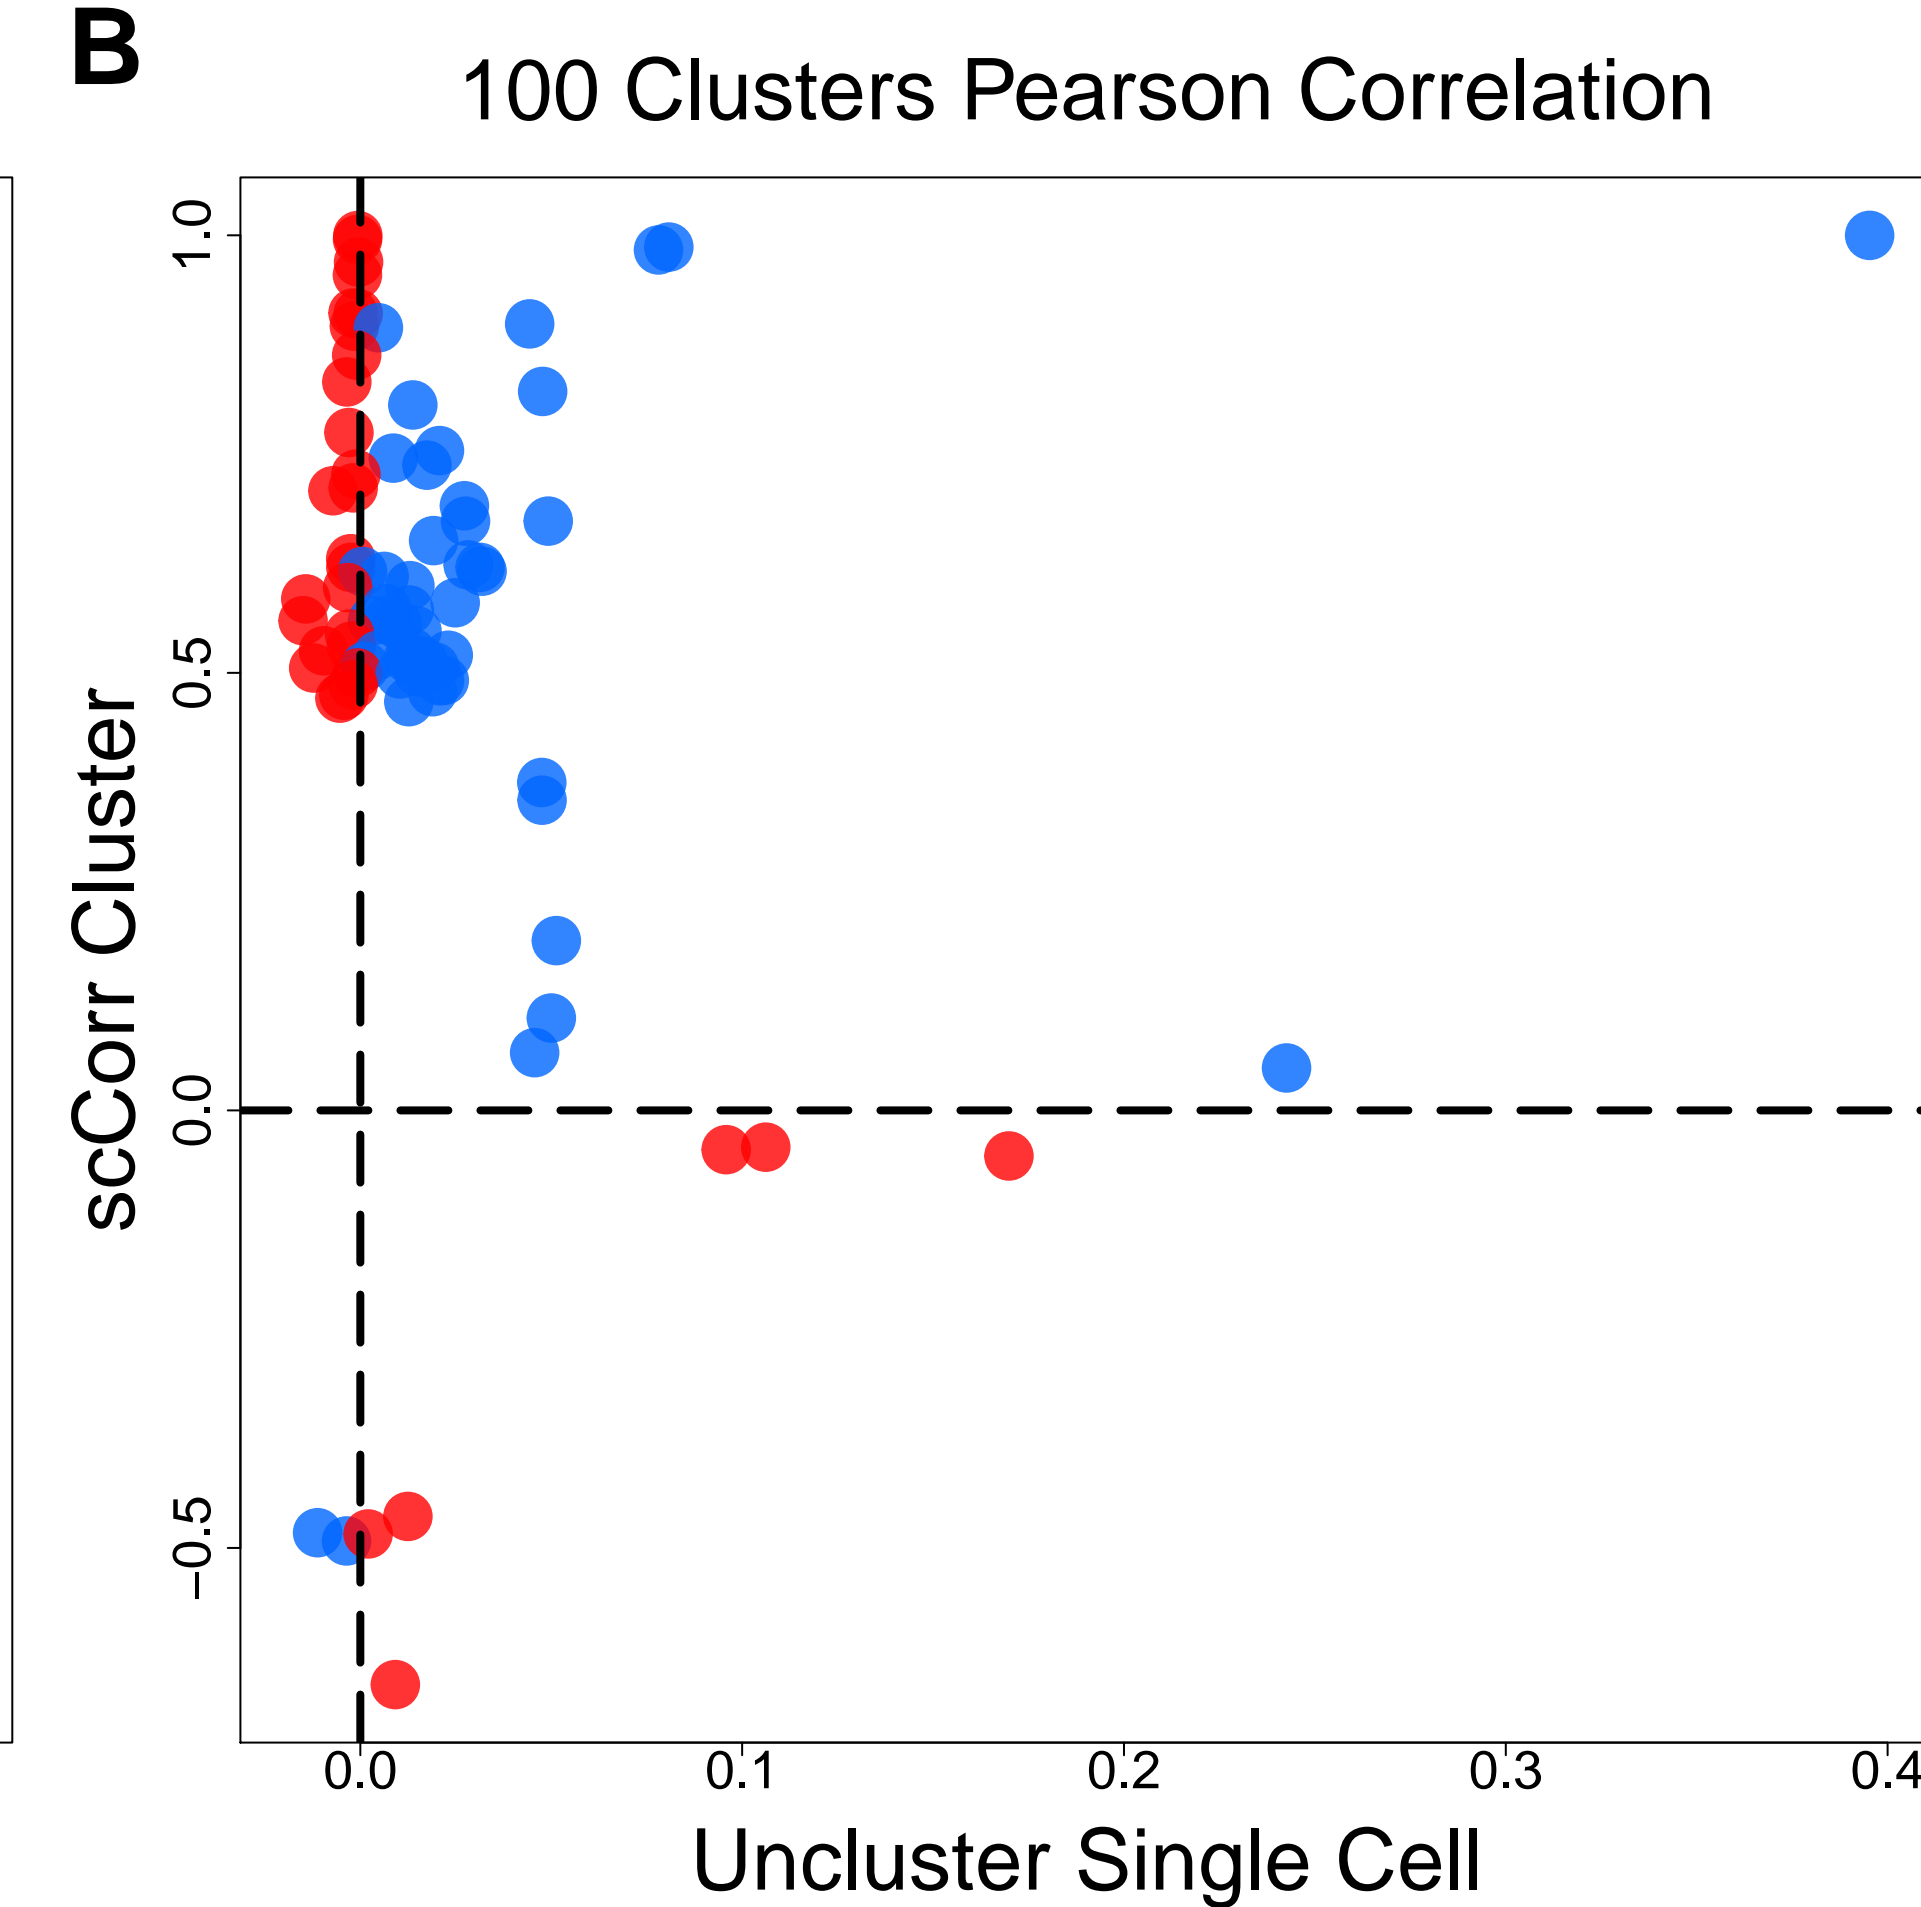 B
100 Clusters Pearson Correlation
scCorr Cluster
1.0
0.5
0.0
−0.5
0.0
0.1
0.2
0.3
0.4
Uncluster Single Cell